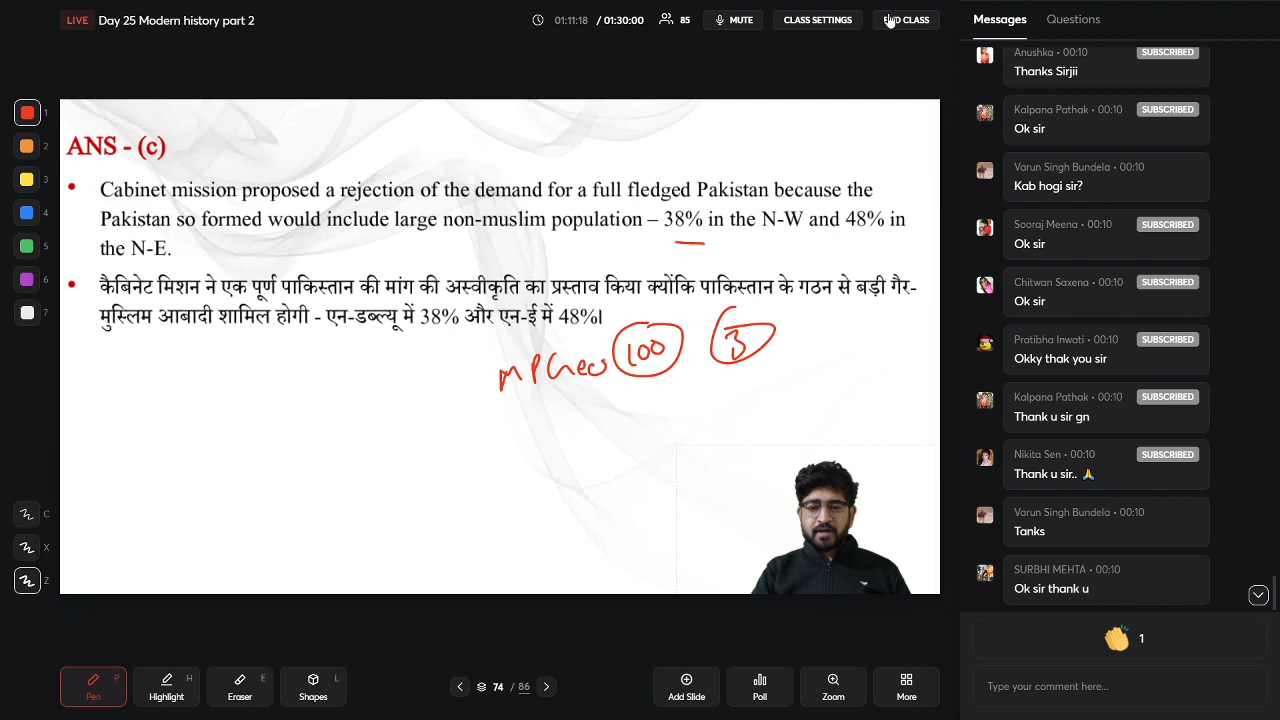 LIVE
Day 25 Modern history part 2
01:11:18 / 01:30:00
85
MUTE
CLASS SETTINGS
CLASS
1
2
3
4
5
6
7
C
X
Z
ANS - (c)
Cabinet mission proposed a rejection of the demand for a full fledged Pakistan because the
Pakistan so formed would include large non-muslim population – 38% in the N-W and 48% in
the N-E.
कैबिनेट मिशन ने एक पूर्ण पाकिस्तान की मांग की अस्वीकृति का प्रस्ताव किया क्योंकि पाकिस्तान के गठन से बड़ी गैर-
मुस्लिम आबादी शामिल होगी - एन-डब्ल्यू में 38% और एन-ई में 48%।
100
3
Pen P
Highlight H
Eraser E
Shapes L
74 / 86
Add Slide
Poll
Zoom
More
Messages
Questions
Anushka • 00:10 SUBSCRIBED
Thanks Sirjii
Kalpana Pathak • 00:10 SUBSCRIBED
Ok sir
Varun Singh Bundela • 00:10
Kab hogi sir?
Sooraj Meena • 00:10 SUBSCRIBED
Ok sir
Chitwan Saxena • 00:10 SUBSCRIBED
Ok sir
Pratibha Inwati • 00:10 SUBSCRIBED
Okky thak you sir
Kalpana Pathak • 00:10 SUBSCRIBED
Thank u sir gn
Nikita Sen • 00:10 SUBSCRIBED
Thank u sir.. 🙏
Varun Singh Bundela • 00:10
Tanks
SURBHI MEHTA • 00:10
Ok sir thank u
1
Type your comment here...